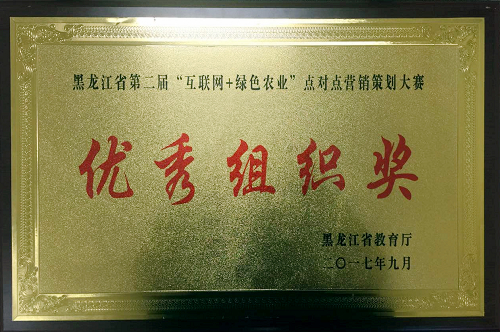 黑龙江省第二届“互联网+绿色农业”点对点营销策划大赛
优秀组织奖
黑龙江省教育厅
二〇一七年九月